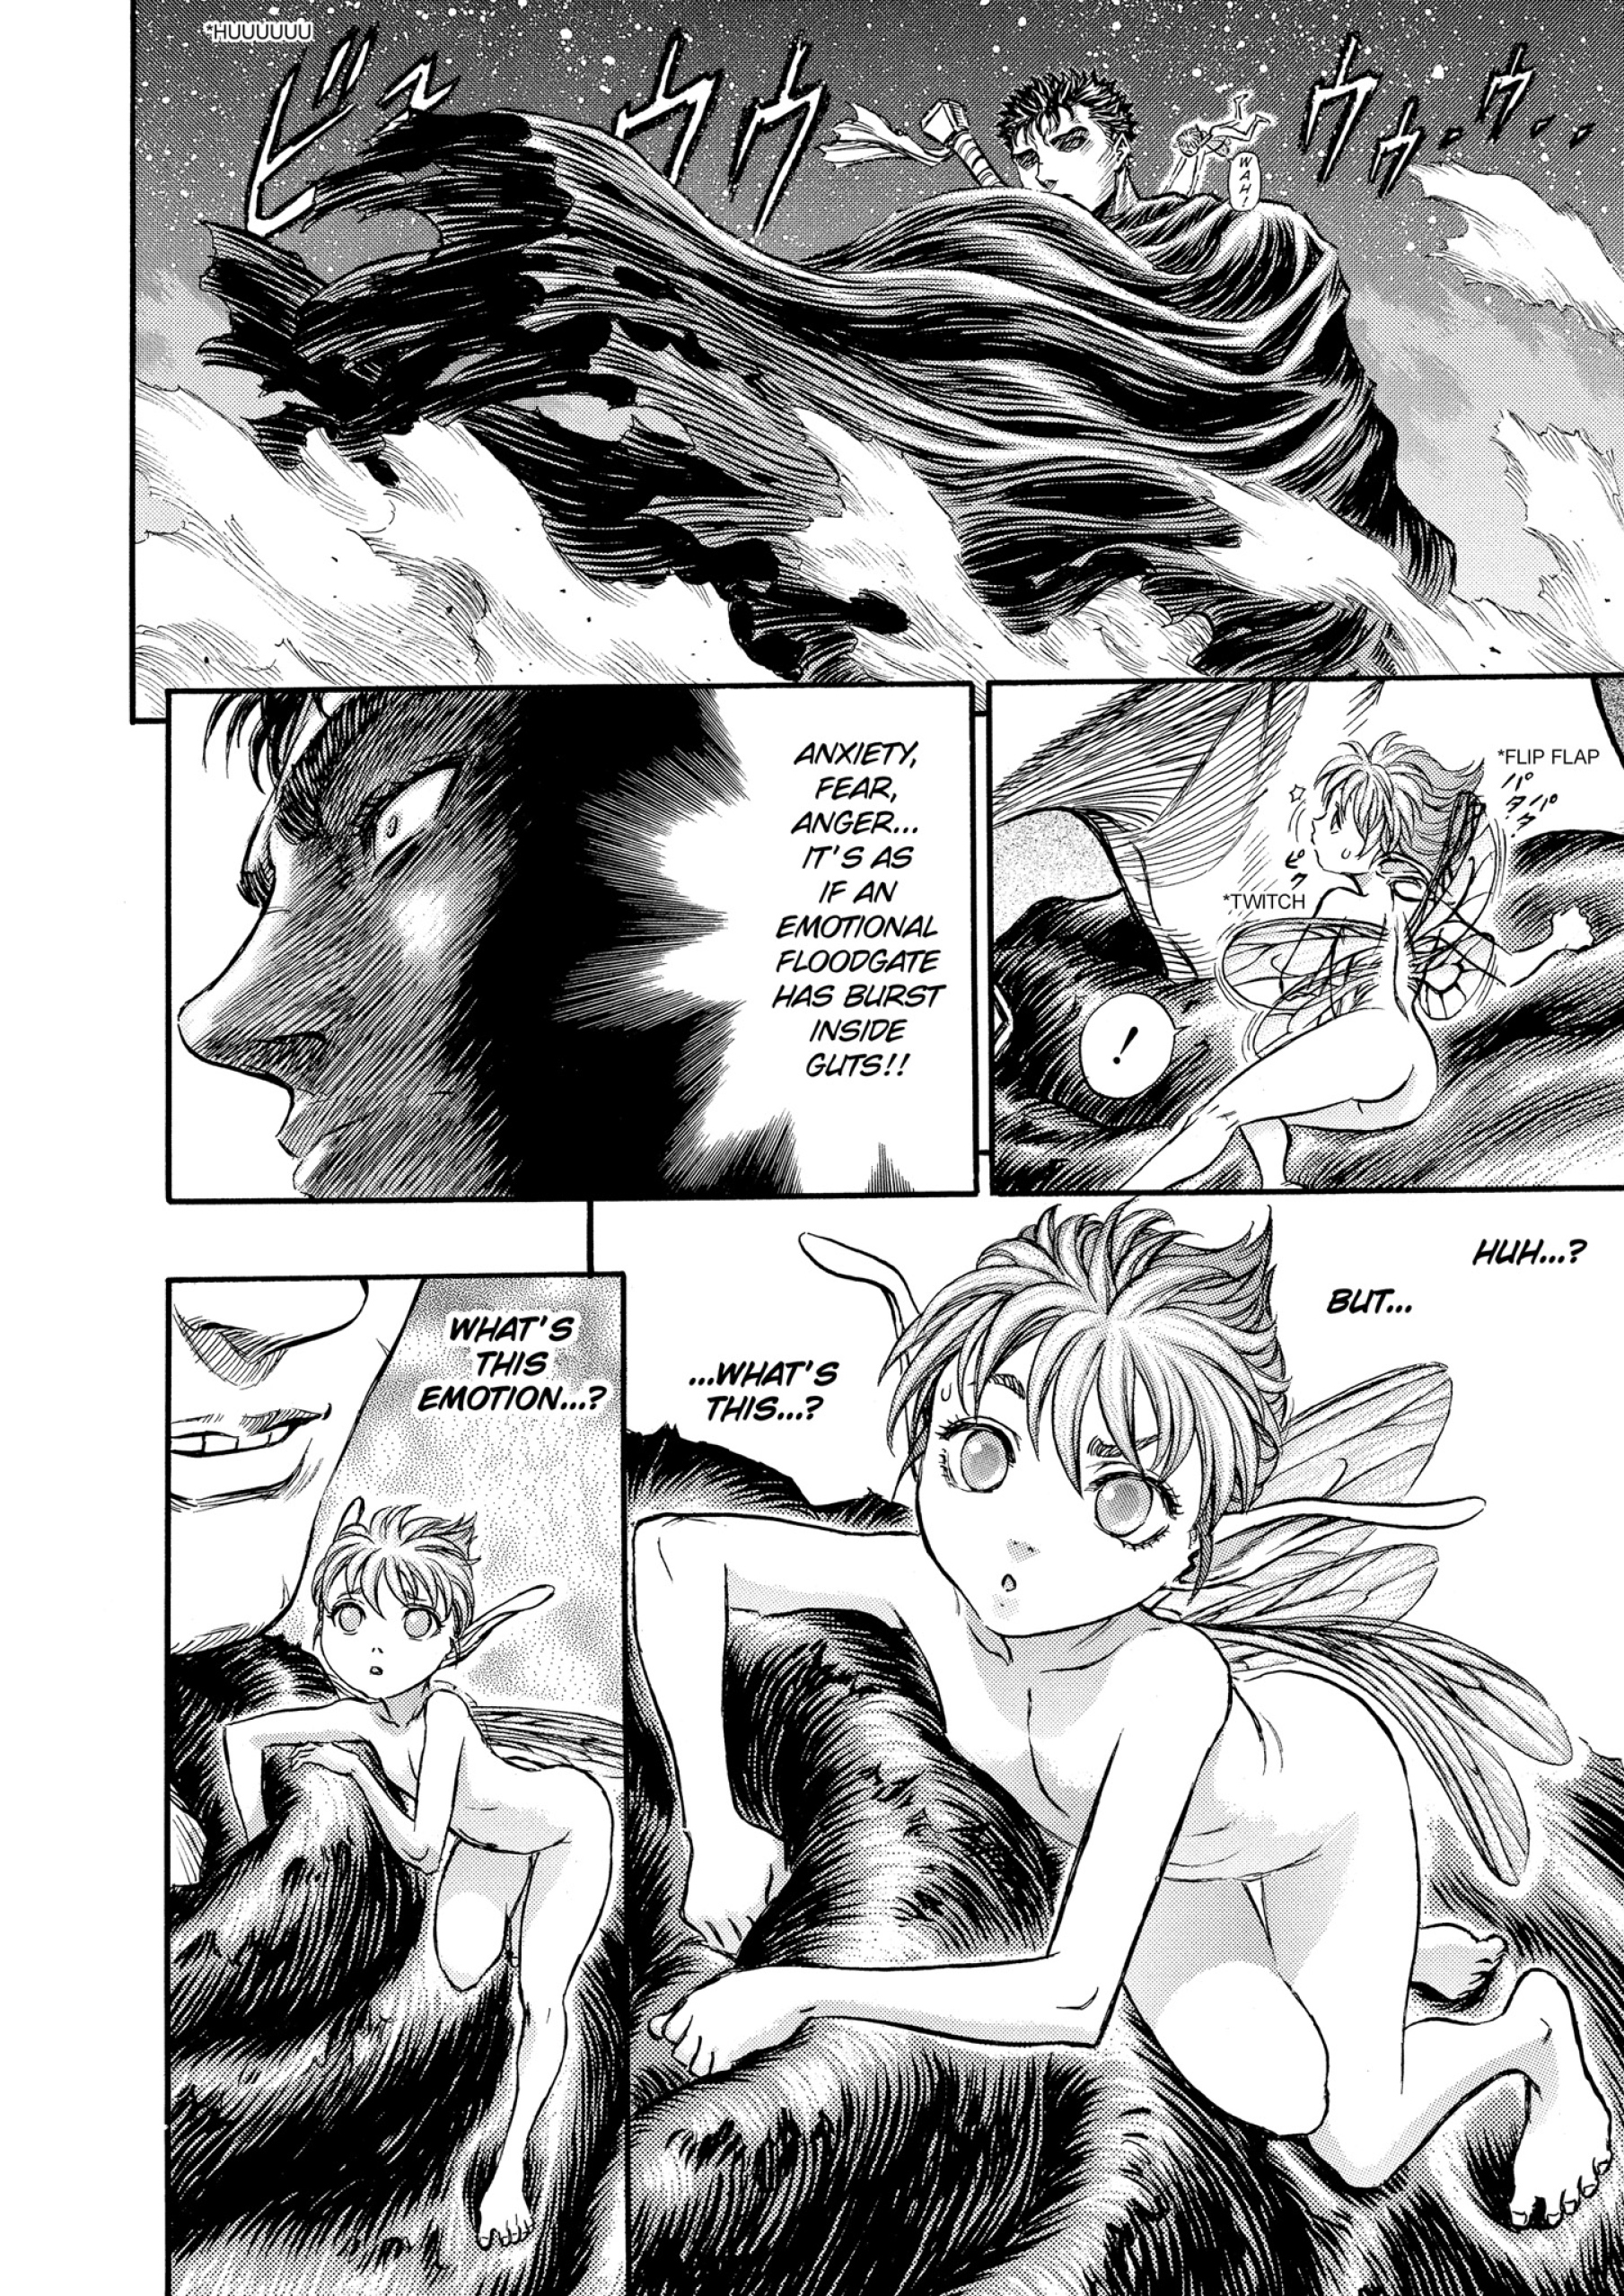 *HUUUUUU
ビュ
ウウ
ウゥ・ウ・・
WAH!
*FLIP FLAP
パタパタ
ピク
*TWITCH
!
ANXIETY,
FEAR,
ANGER...
IT'S AS
IF AN
EMOTIONAL
FLOODGATE
HAS BURST
INSIDE
GUTS!!
HUH...?
BUT...
...WHAT'S
THIS...?
WHAT'S
THIS
EMOTION...?